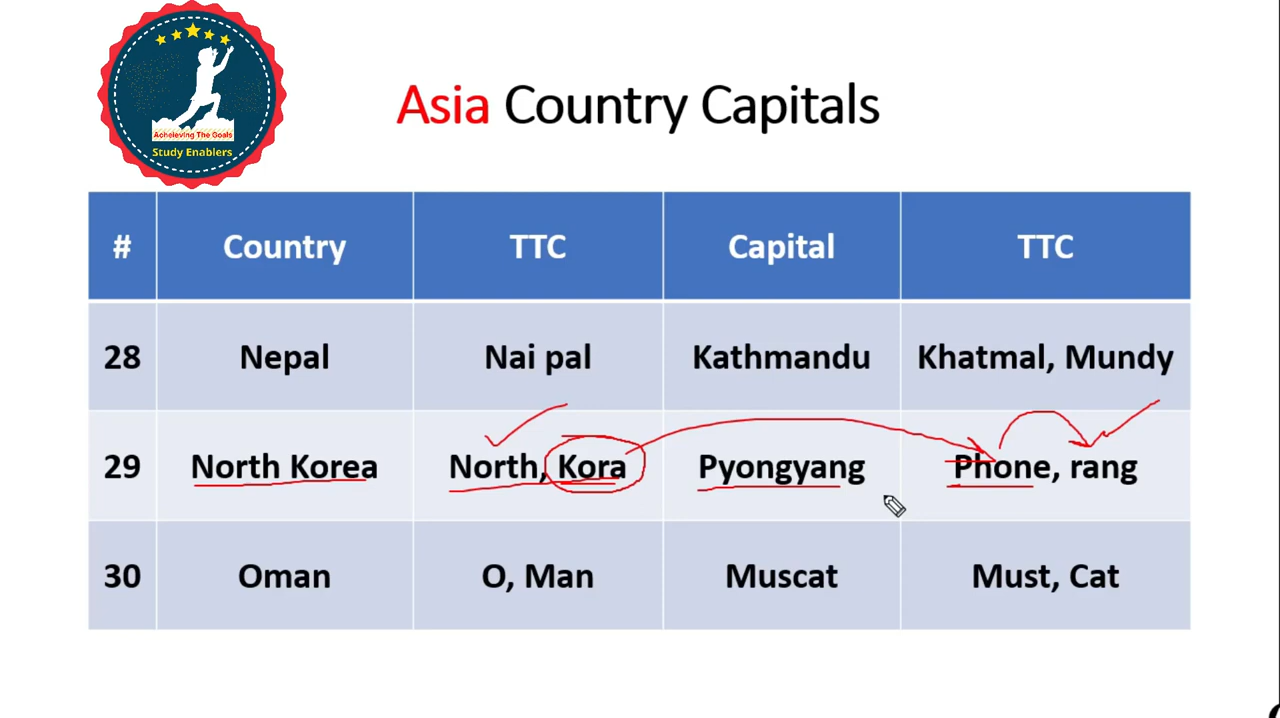 Acheleving The Goals
Study Enablers
Asia Country Capitals
# Country TTC Capital TTC
28 Nepal Nai pal Kathmandu Khatmal, Mundy
29 North Korea North, Kora Pyongyang Phone, rang
30 Oman O, Man Muscat Must, Cat